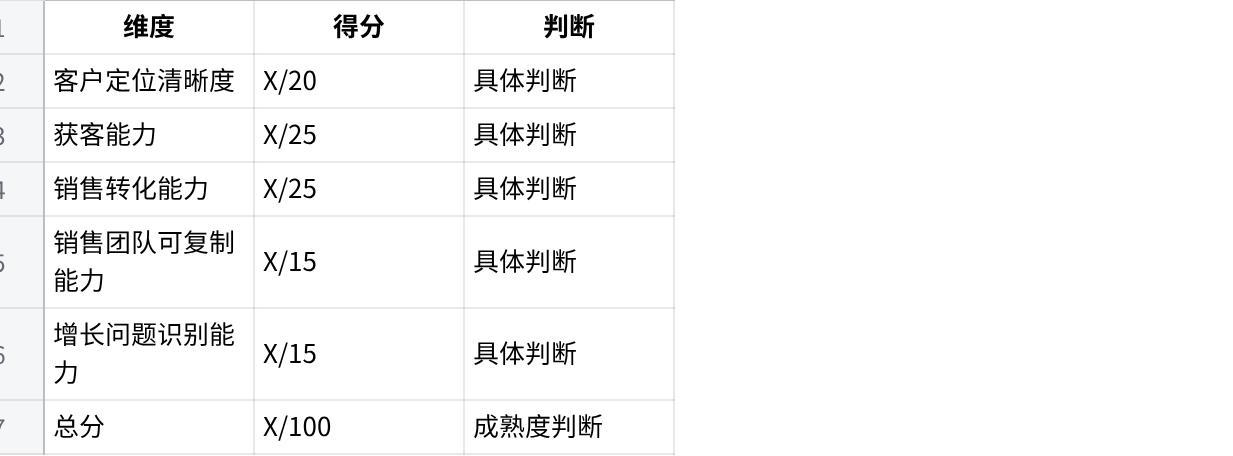 维度 得分 判断
2 客户定位清晰度 X/20 具体判断
获客能力 X/25 具体判断
销售转化能力 X/25 具体判断
销售团队可复制
能力 X/15 具体判断
增长问题识别能
力 X/15 具体判断
总分 X/100 成熟度判断